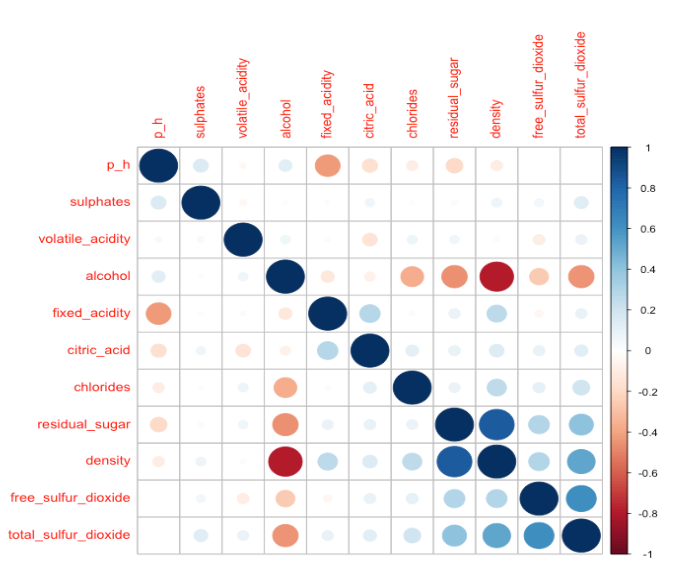 p_h
sulphates
volatile_acidity
alcohol
fixed_acidity
citric_acid
chlorides
residual_sugar
density
free_sulfur_dioxide
total_sulfur_dioxide
p_h
sulphates
volatile_acidity
alcohol
fixed_acidity
citric_acid
chlorides
residual_sugar
density
free_sulfur_dioxide
total_sulfur_dioxide
1
0.8
0.6
0.4
0.2
0
-0.2
-0.4
-0.6
-0.8
-1